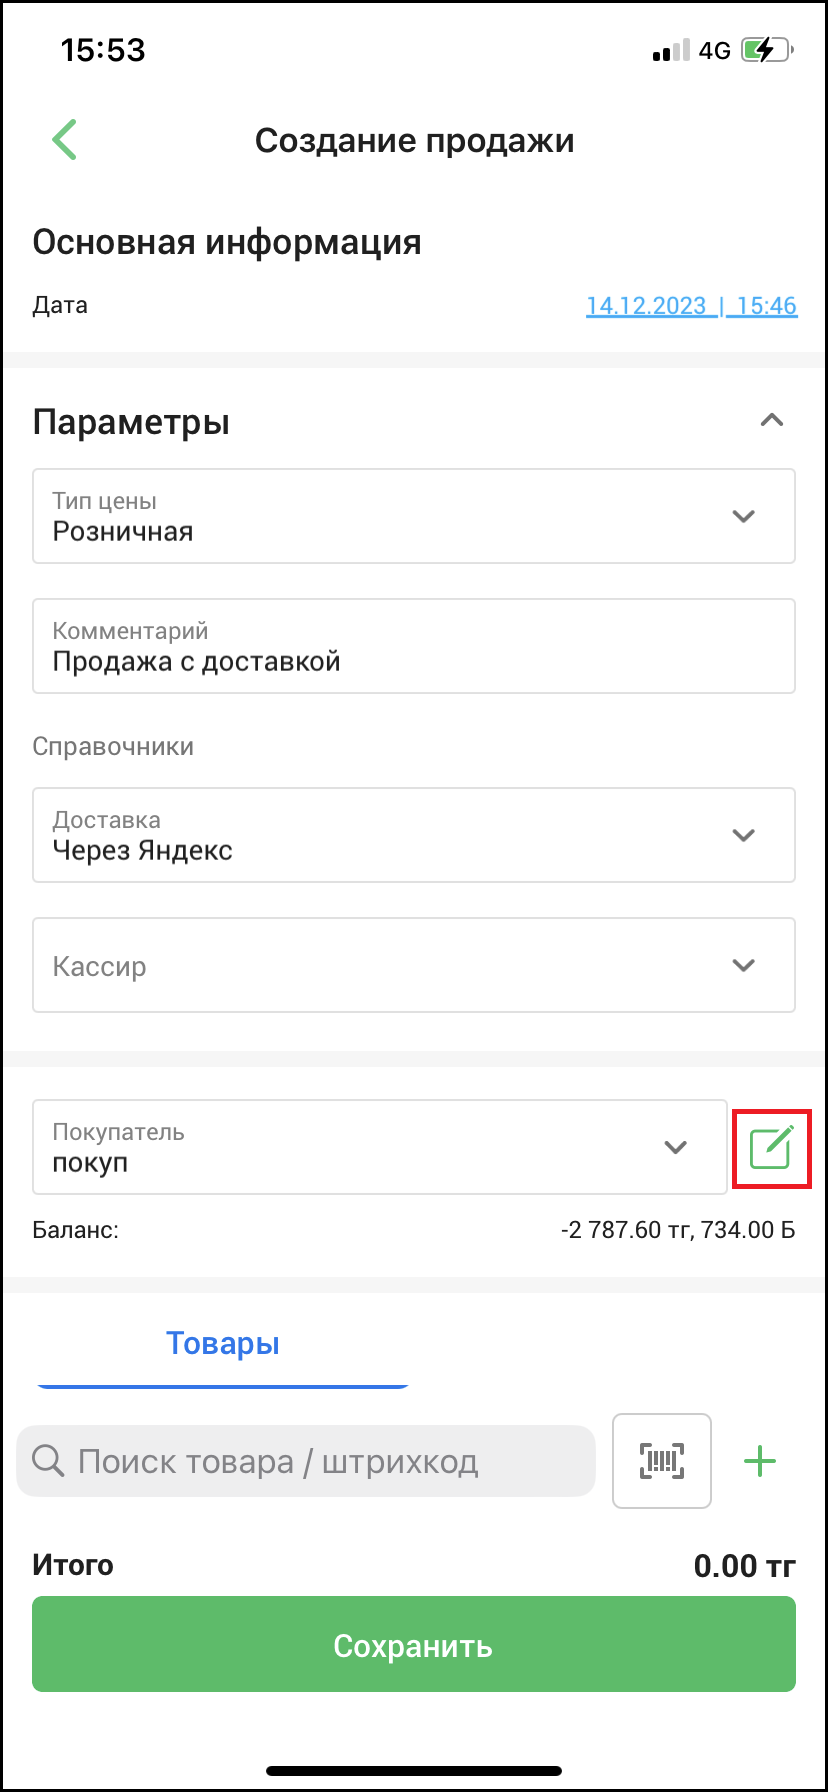 15:53
4G
Создание продажи
Основная информация
Дата
14.12.2023 | 15:46
Параметры
Тип цены
Розничная
Комментарий
Продажа с доставкой
Справочники
Доставка
Через Яндекс
Кассир
Покупатель
покуп
Баланс:
-2 787.60 тг, 734.00 Б
Товары
Поиск товара / штрихкод
Итого
0.00 тг
Сохранить